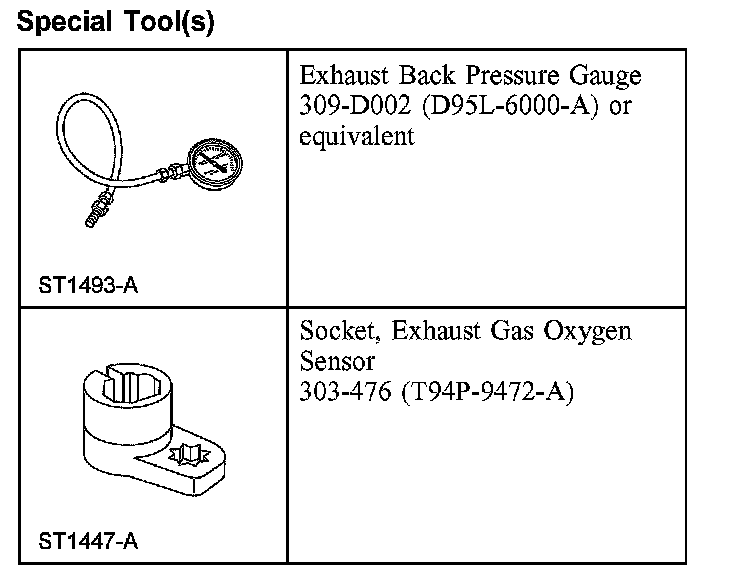 Special Tool(s)
Exhaust Back Pressure Gauge
309-D002 (D95L-6000-A) or
equivalent
ST1493-A
Socket, Exhaust Gas Oxygen
Sensor
303-476 (T94P-9472-A)
ST1447-A